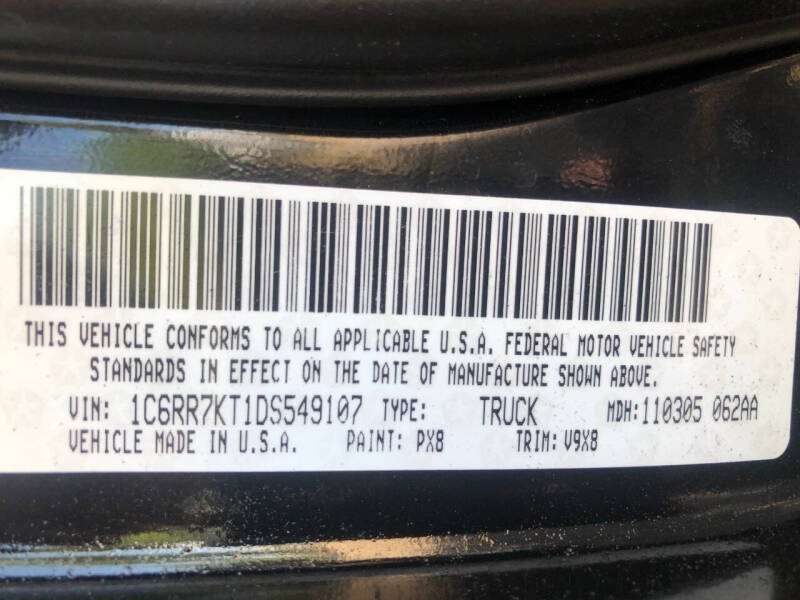 THIS VEHICLE CONFORMS TO ALL APPLICABLE U.S.A. FEDERAL MOTOR VEHICLE SAFETY
STANDARDS IN EFFECT ON THE DATE OF MANUFACTURE SHOWN ABOVE.
VIN: 1C6RR7KT1DS549107 TYPE: TRUCK MDH:110305 062AA
VEHICLE MADE IN U.S.A. PAINT: PX8 TRIM: V9X8